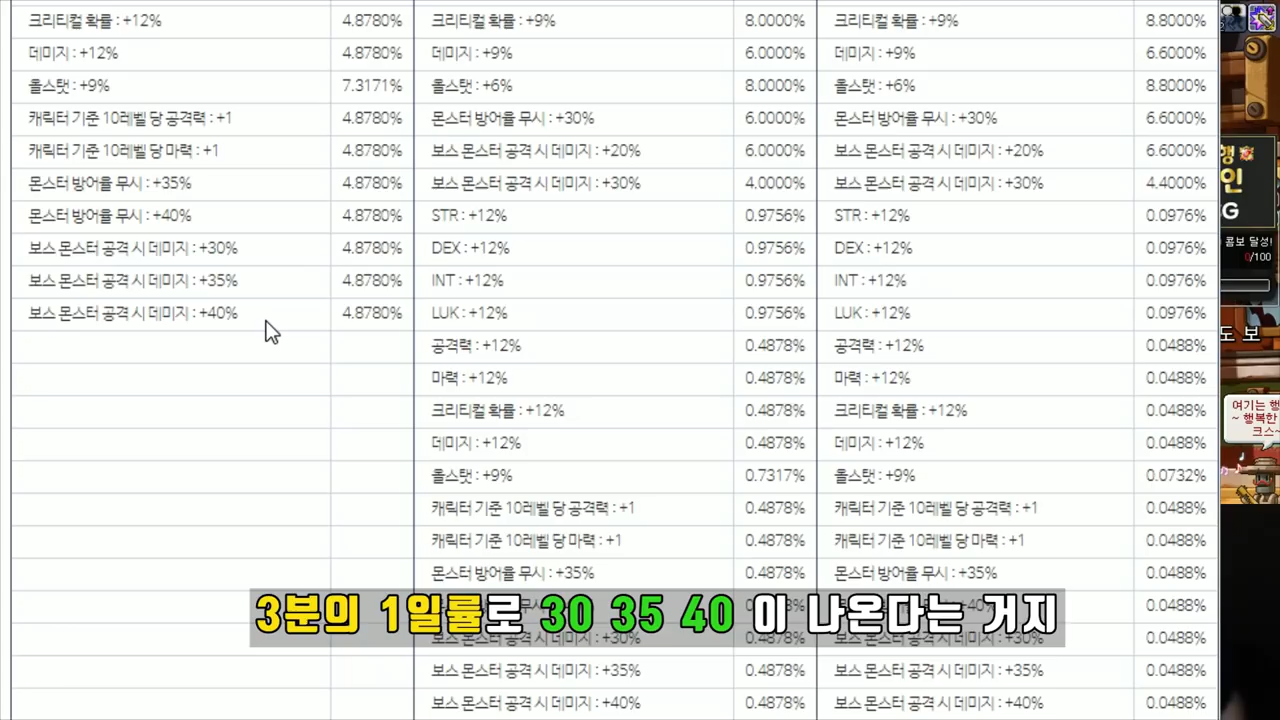 크리티컬 확률 : +12% 4.8780% 크리티컬 확률 : +9% 8.0000% 크리티컬 확률 : +9% 8.8000%
데미지 : +12% 4.8780% 데미지 : +9% 6.0000% 데미지 : +9% 6.6000%
올스탯 : +9% 7.3171% 올스탯 : +6% 8.0000% 올스탯 : +6% 8.8000%
캐릭터 기준 10레벨 당 공격력 : +1 4.8780% 몬스터 방어율 무시 : +30% 6.0000% 몬스터 방어율 무시 : +30% 6.6000%
캐릭터 기준 10레벨 당 마력 : +1 4.8780% 보스 몬스터 공격 시 데미지 : +20% 6.0000% 보스 몬스터 공격 시 데미지 : +20% 6.6000%
몬스터 방어율 무시 : +35% 4.8780% 보스 몬스터 공격 시 데미지 : +30% 4.0000% 보스 몬스터 공격 시 데미지 : +30% 4.4000%
몬스터 방어율 무시 : +40% 4.8780% STR : +12% 0.9756% STR : +12% 0.0976%
보스 몬스터 공격 시 데미지 : +30% 4.8780% DEX : +12% 0.9756% DEX : +12% 0.0976%
보스 몬스터 공격 시 데미지 : +35% 4.8780% INT : +12% 0.9756% INT : +12% 0.0976%
보스 몬스터 공격 시 데미지 : +40% 4.8780% LUK : +12% 0.9756% LUK : +12% 0.0976%
공격력 : +12% 0.4878% 공격력 : +12% 0.0488%
마력 : +12% 0.4878% 마력 : +12% 0.0488%
크리티컬 확률 : +12% 0.4878% 크리티컬 확률 : +12% 0.0488%
데미지 : +12% 0.4878% 데미지 : +12% 0.0488%
올스탯 : +9% 0.7317% 올스탯 : +9% 0.0732%
캐릭터 기준 10레벨 당 공격력 : +1 0.4878% 캐릭터 기준 10레벨 당 공격력 : +1 0.0488%
캐릭터 기준 10레벨 당 마력 : +1 0.4878% 캐릭터 기준 10레벨 당 마력 : +1 0.0488%
몬스터 방어율 무시 : +35% 0.4878% 몬스터 방어율 무시 : +35% 0.0488%
0.0488%
3분의 1일률로 30 35 40 이 나온다는 거지
0.0488%
보스 몬스터 공격 시 데미지 : +35% 0.4878% 보스 몬스터 공격 시 데미지 : +35% 0.0488%
보스 몬스터 공격 시 데미지 : +40% 0.4878% 보스 몬스터 공격 시 데미지 : +40% 0.0488%
행
인
G
콤보 달성!
0/100
도 보
여기는 행
~ 행복한
크스~